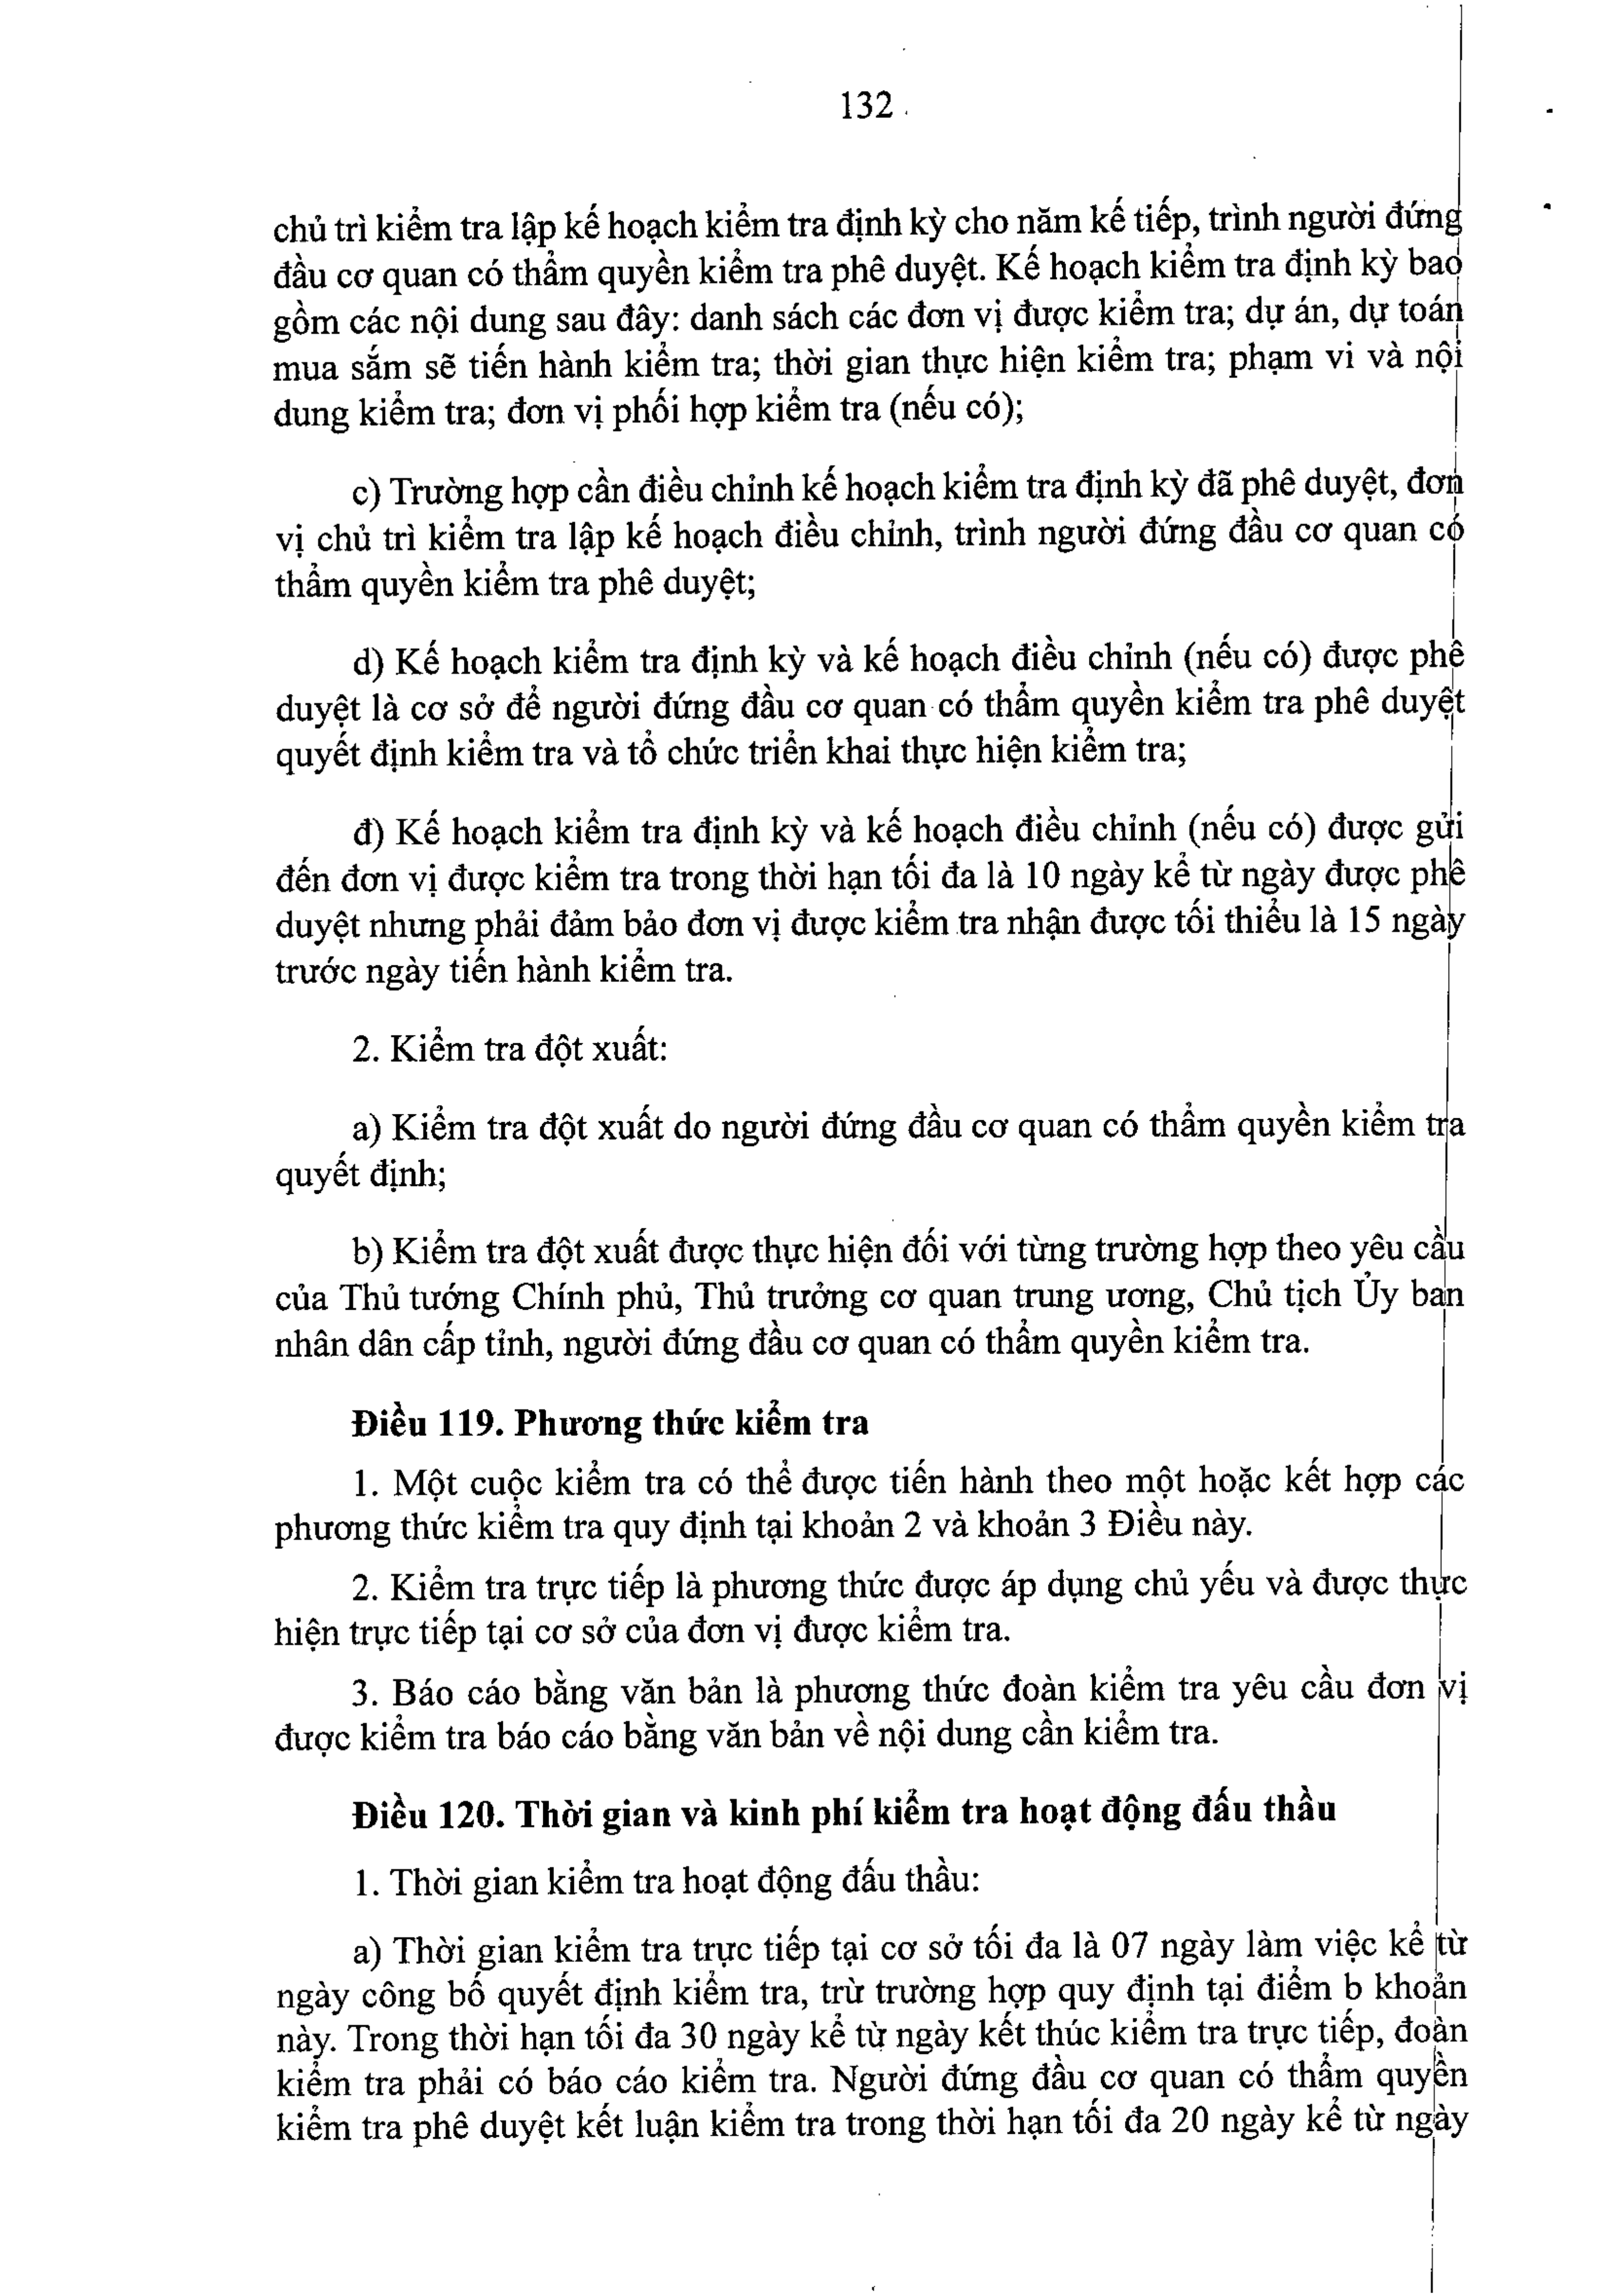 132
chủ trì kiểm tra lập kế hoạch kiểm tra định kỳ cho năm kế tiếp, trình người đứng
đầu cơ quan có thẩm quyền kiểm tra phê duyệt. Kế hoạch kiểm tra định kỳ bao
gồm các nội dung sau đây: danh sách các đơn vị được kiểm tra; dự án, dự toán
mua sắm sẽ tiến hành kiểm tra; thời gian thực hiện kiểm tra; phạm vi và nội
dung kiểm tra; đơn vị phối hợp kiểm tra (nếu có);
c) Trường hợp cần điều chỉnh kế hoạch kiểm tra định kỳ đã phê duyệt, đơn
vị chủ trì kiểm tra lập kế hoạch điều chỉnh, trình người đứng đầu cơ quan có
thẩm quyền kiểm tra phê duyệt;
d) Kế hoạch kiểm tra định kỳ và kế hoạch điều chỉnh (nếu có) được phê
duyệt là cơ sở để người đứng đầu cơ quan có thẩm quyền kiểm tra phê duyệt
quyết định kiểm tra và tổ chức triển khai thực hiện kiểm tra;
đ) Kế hoạch kiểm tra định kỳ và kế hoạch điều chỉnh (nếu có) được gửi
đến đơn vị được kiểm tra trong thời hạn tối đa là 10 ngày kể từ ngày được phê
duyệt nhưng phải đảm bảo đơn vị được kiểm tra nhận được tối thiểu là 15 ngày
trước ngày tiến hành kiểm tra.
2. Kiểm tra đột xuất:
a) Kiểm tra đột xuất do người đứng đầu cơ quan có thẩm quyền kiểm tra
quyết định;
b) Kiểm tra đột xuất được thực hiện đối với từng trường hợp theo yêu cầu
của Thủ tướng Chính phủ, Thủ trưởng cơ quan trung ương, Chủ tịch Ủy ban
nhân dân cấp tỉnh, người đứng đầu cơ quan có thẩm quyền kiểm tra.
Điều 119. Phương thức kiểm tra
1. Một cuộc kiểm tra có thể được tiến hành theo một hoặc kết hợp các
phương thức kiểm tra quy định tại khoản 2 và khoản 3 Điều này.
2. Kiểm tra trực tiếp là phương thức được áp dụng chủ yếu và được thực
hiện trực tiếp tại cơ sở của đơn vị được kiểm tra.
3. Báo cáo bằng văn bản là phương thức đoàn kiểm tra yêu cầu đơn vị
được kiểm tra báo cáo bằng văn bản về nội dung cần kiểm tra.
Điều 120. Thời gian và kinh phí kiểm tra hoạt động đấu thầu
1. Thời gian kiểm tra hoạt động đấu thầu:
a) Thời gian kiểm tra trực tiếp tại cơ sở tối đa là 07 ngày làm việc kể từ
ngày công bố quyết định kiểm tra, trừ trường hợp quy định tại điểm b khoản
này. Trong thời hạn tối đa 30 ngày kể từ ngày kết thúc kiểm tra trực tiếp, đoàn
kiểm tra phải có báo cáo kiểm tra. Người đứng đầu cơ quan có thẩm quyền
kiểm tra phê duyệt kết luận kiểm tra trong thời hạn tối đa 20 ngày kể từ ngày